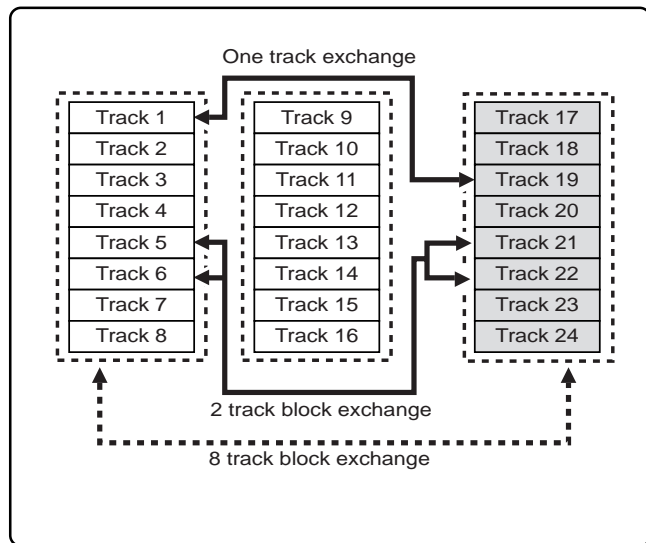 One track exchange
Track 1
Track 2
Track 3
Track 4
Track 5
Track 6
Track 7
Track 8
Track 9
Track 10
Track 11
Track 12
Track 13
Track 14
Track 15
Track 16
Track 17
Track 18
Track 19
Track 20
Track 21
Track 22
Track 23
Track 24
2 track block exchange
8 track block exchange